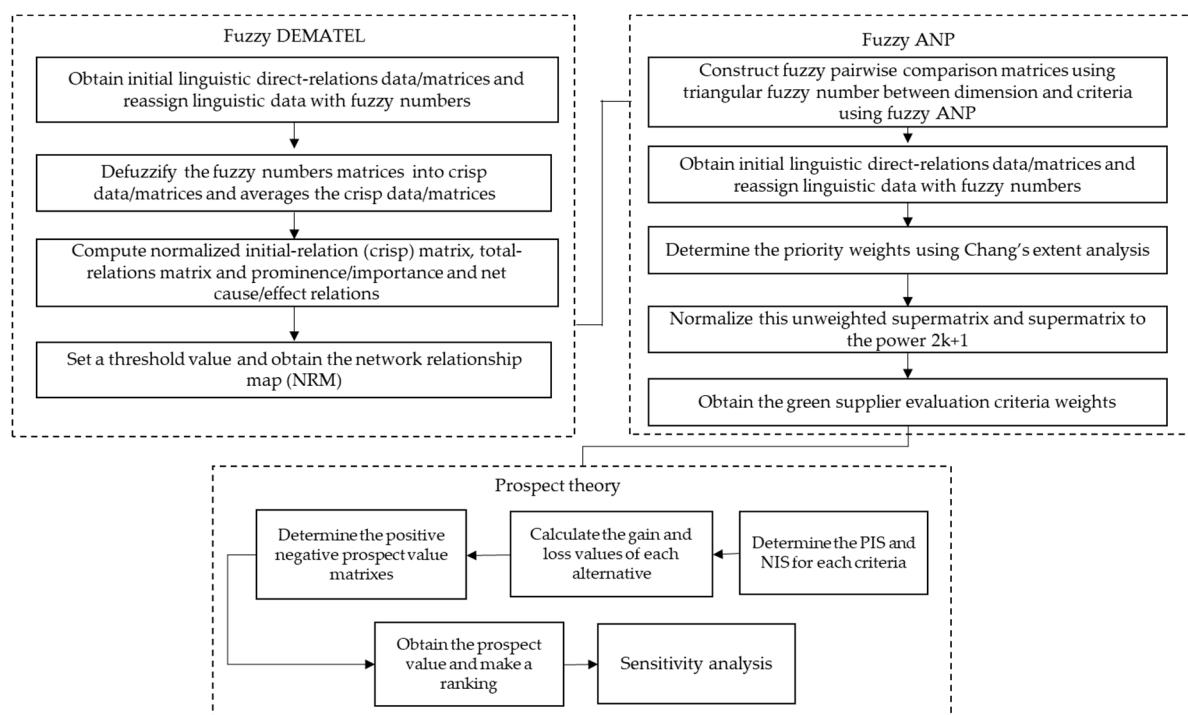 Fuzzy DEMATEL
Obtain initial linguistic direct-relations data/matrices and
reassign linguistic data with fuzzy numbers
Defuzzify the fuzzy numbers matrices into crisp
data/matrices and averages the crisp data/matrices
Compute normalized initial-relation (crisp) matrix, total-
relations matrix and prominence/importance and net
cause/effect relations
Set a threshold value and obtain the network relationship
map (NRM)
Fuzzy ANP
Construct fuzzy pairwise comparison matrices using
triangular fuzzy number between dimension and criteria
using fuzzy ANP
Obtain initial linguistic direct-relations data/matrices and
reassign linguistic data with fuzzy numbers
Determine the priority weights using Chang's extent analysis
Normalize this unweighted supermatrix and supermatrix to
the power 2k+1
Obtain the green supplier evaluation criteria weights
Prospect theory
Determine the PIS and
NIS for each criteria
Calculate the gain and
loss values of each
alternative
Determine the positive
negative prospect value
matrixes
Obtain the prospect
value and make a
ranking
Sensitivity analysis